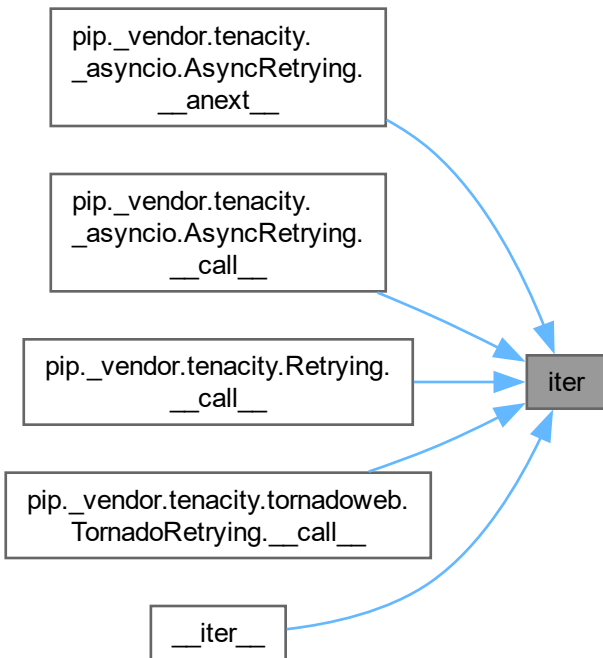 pip._vendor.tenacity.
_asyncio.AsyncRetrying.
__anext__
pip._vendor.tenacity.
_asyncio.AsyncRetrying.
__call__
pip._vendor.tenacity.Retrying.
__call__
iter
pip._vendor.tenacity.tornadoweb.
TornadoRetrying.__call__
__iter__